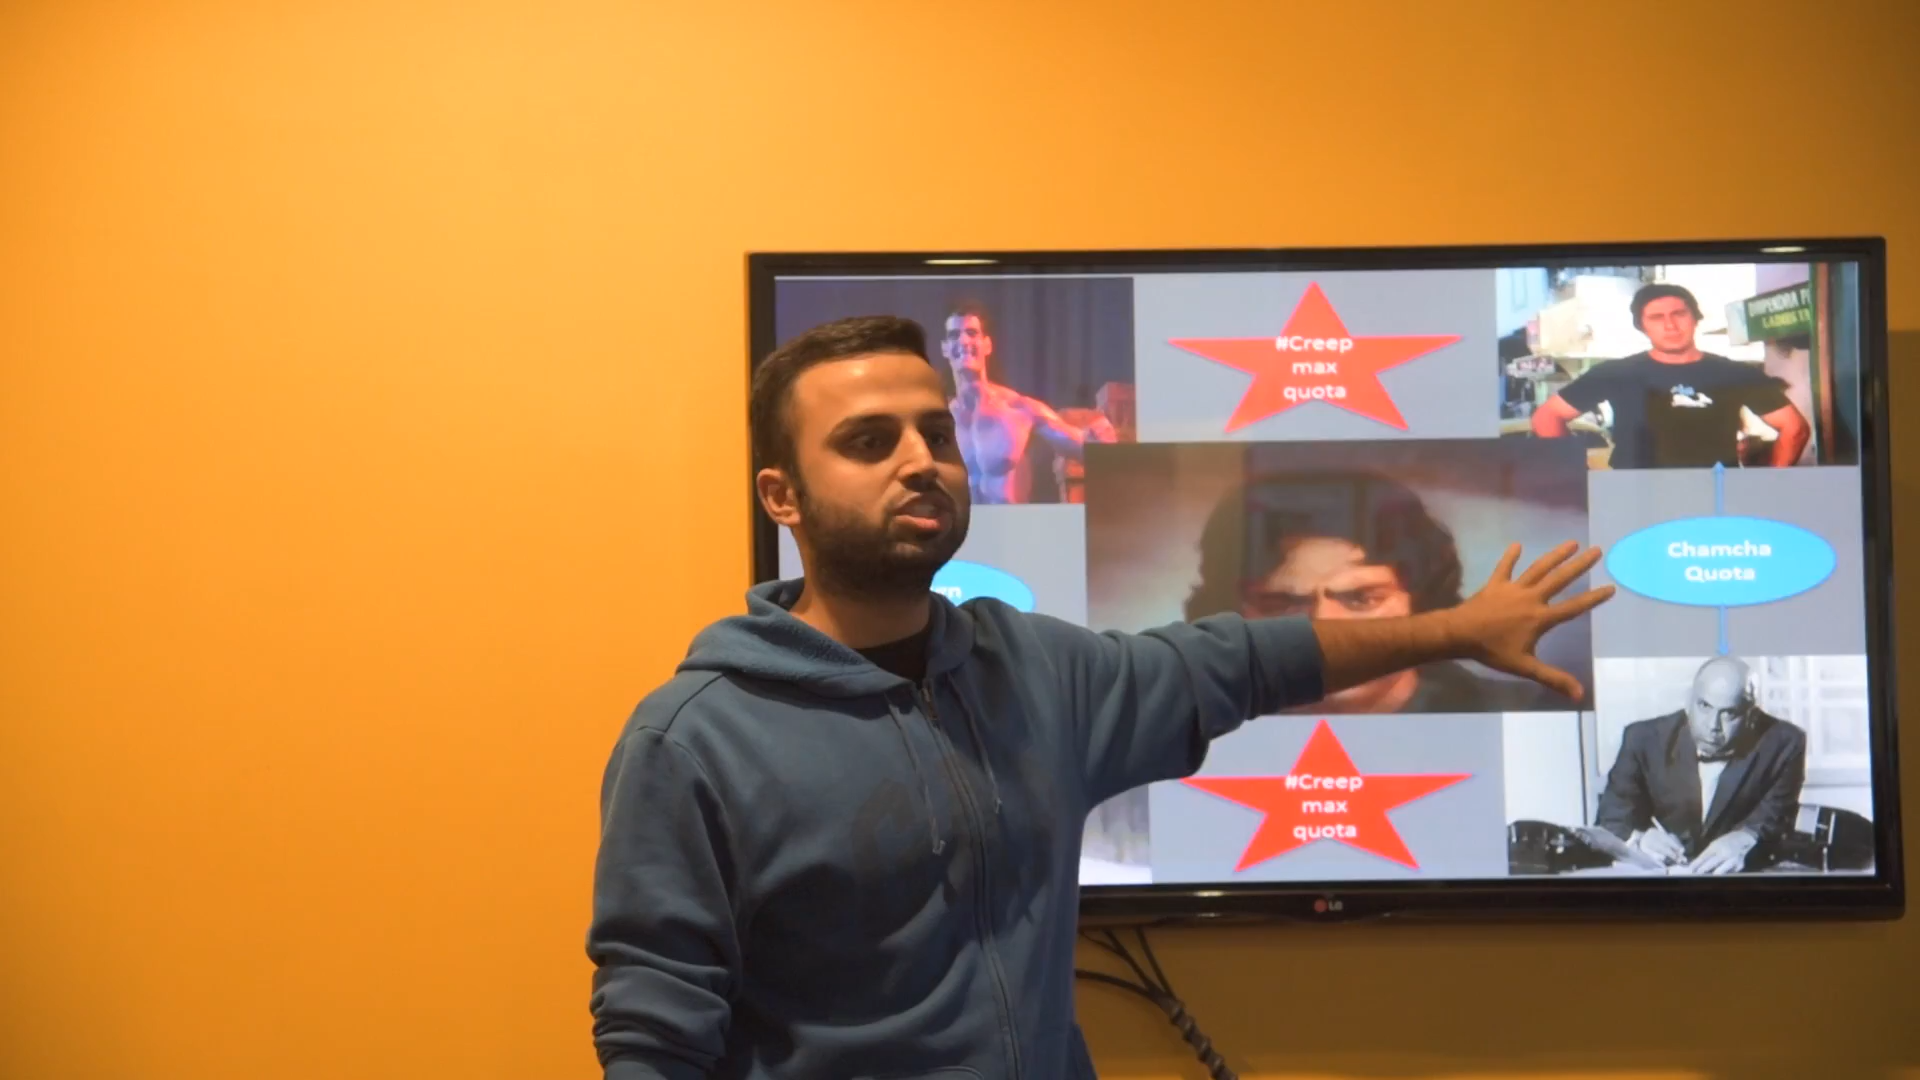 #Creep
max
quota
Chamcha
Quota
#Creep
max
quota
LG